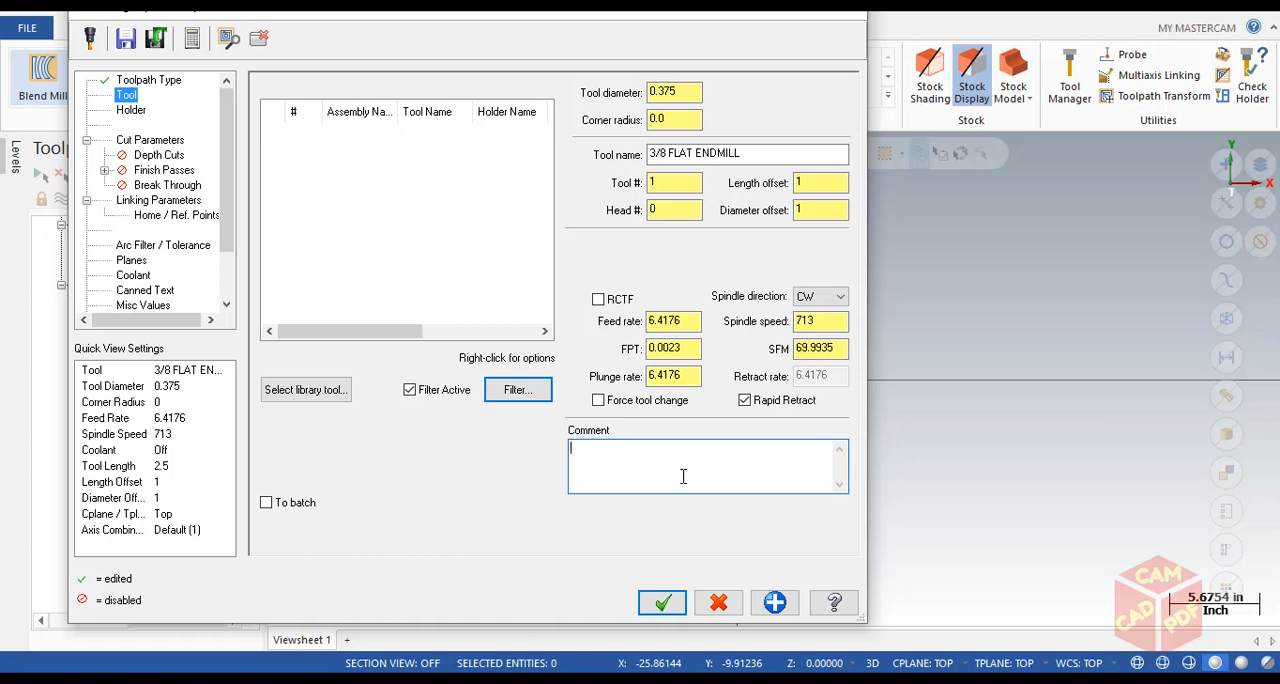 FILE
MY MASTERCAM
Blend Mill
Stock Shading
Stock Display
Stock Model
Stock
Tool Manager
Probe
Multiaxis Linking
Toolpath Transform
Check Holder
Utilities
Levels
Toolpath Type
Tool
Holder
Cut Parameters
Depth Cuts
Finish Passes
Break Through
Linking Parameters
Home / Ref. Points
Arc Filter / Tolerance
Planes
Coolant
Canned Text
Misc Values
Quick View Settings
Tool 3/8 FLAT EN...
Tool Diameter 0.375
Corner Radius 0
Feed Rate 6.4176
Spindle Speed 713
Coolant Off
Tool Length 2.5
Length Offset 1
Diameter Off... 1
Cplane / Tpl... Top
Axis Combin... Default (1)
= edited
= disabled
# Assembly Na... Tool Name Holder Name
Right-click for options
Select library tool...
Filter Active
Filter...
To batch
Tool diameter: 0.375
Corner radius: 0.0
Tool name: 3/8 FLAT ENDMILL
Tool #: 1 Length offset: 1
Head #: 0 Diameter offset: 1
RCTF Spindle direction: CW
Feed rate: 6.4176 Spindle speed: 713
FPT: 0.0023 SFM 69.9935
Plunge rate: 6.4176 Retract rate: 6.4176
Force tool change Rapid Retract
Comment
Y
X
CAM
CAD
PDF
5.6754 in
Inch
Viewsheet 1 +
SECTION VIEW: OFF SELECTED ENTITIES: 0 X: -25.86144 Y: -9.91236 Z: 0.00000 3D CPLANE: TOP TPLANE: TOP WCS: TOP